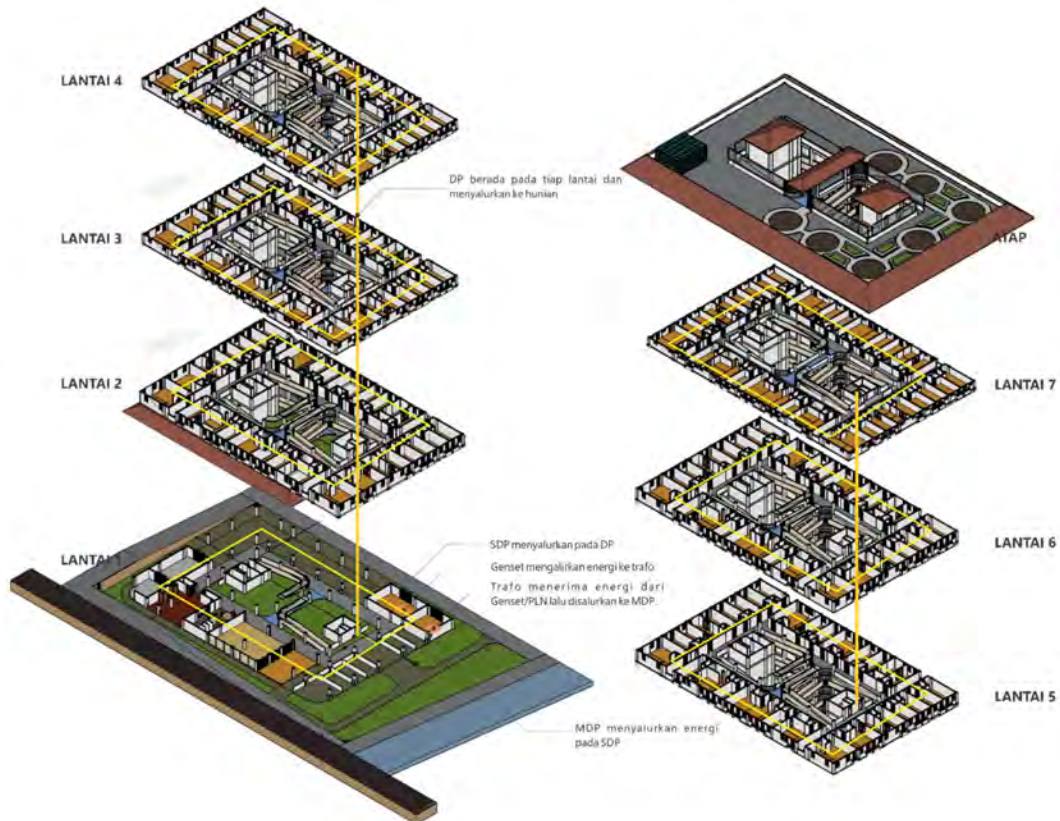 LANTAI 4
DP berada pada tiap lantai dan
menyalurkan ke hunian
LANTAI 3
LANTAI 2
LANTAI 1
SDP menyalurkan pada DP
Genset mengalirkan energi ke trafo
Trafo menerima energi dari
Genset/PLN lalu disalurkan ke MDP.
MDP menyalurkan energi
pada SDP
ATAP
LANTAI 7
LANTAI 6
LANTAI 5